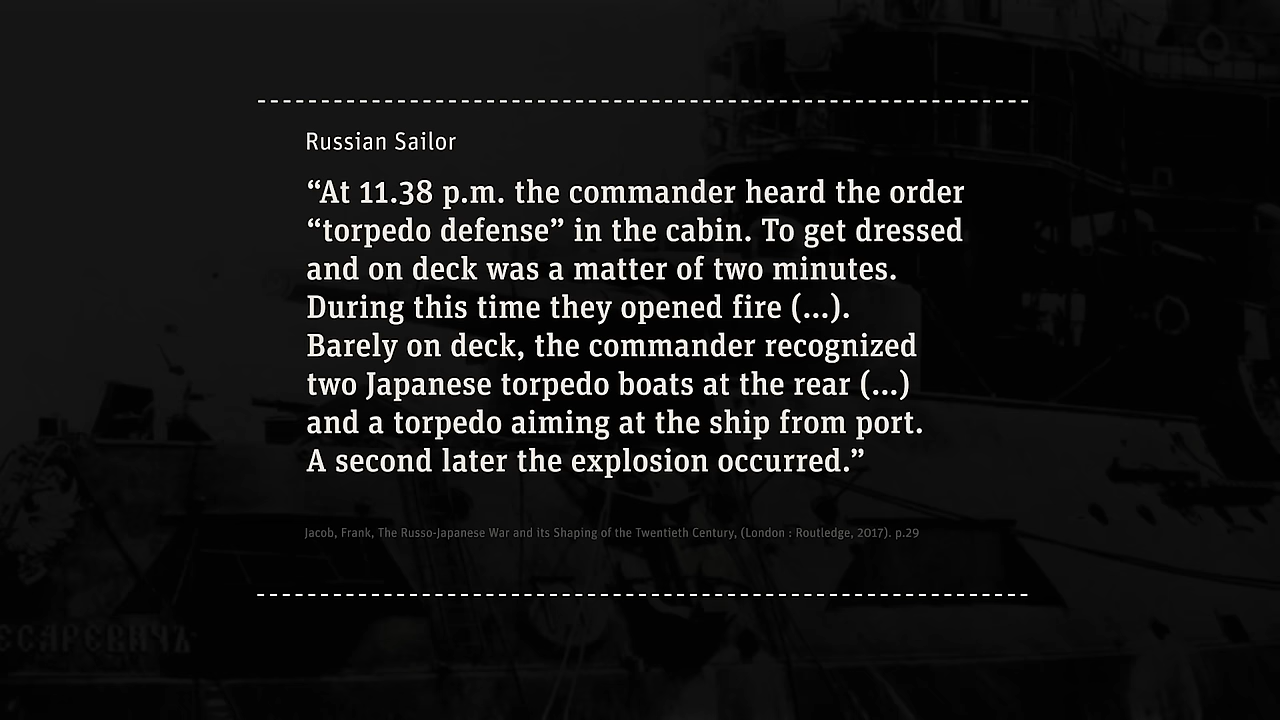 Russian Sailor
“At 11.38 p.m. the commander heard the order
“torpedo defense” in the cabin. To get dressed
and on deck was a matter of two minutes.
During this time they opened fire (...).
Barely on deck, the commander recognized
two Japanese torpedo boats at the rear (...)
and a torpedo aiming at the ship from port.
A second later the explosion occurred.”
Jacob, Frank, The Russo-Japanese War and its Shaping of the Twentieth Century, (London : Routledge, 2017). p.29
ЕСАРЕВИЧЪ